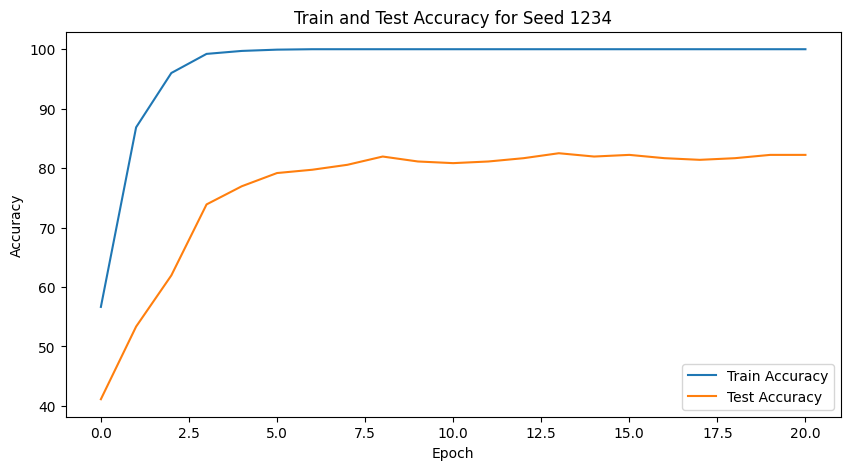 Train and Test Accuracy for Seed 1234
100
90
80
70
60
50
40
Accuracy
0.0 2.5 5.0 7.5 10.0 12.5 15.0 17.5 20.0
Epoch
Train Accuracy
Test Accuracy